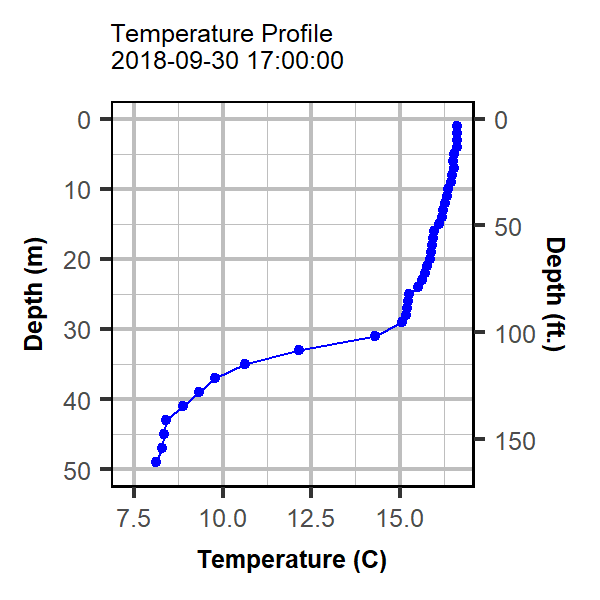 Temperature Profile
2018-09-30 17:00:00
0
10
20
30
40
50
Depth (m)
0
50
100
150
Depth (ft.)
7.5 10.0 12.5 15.0
Temperature (C)